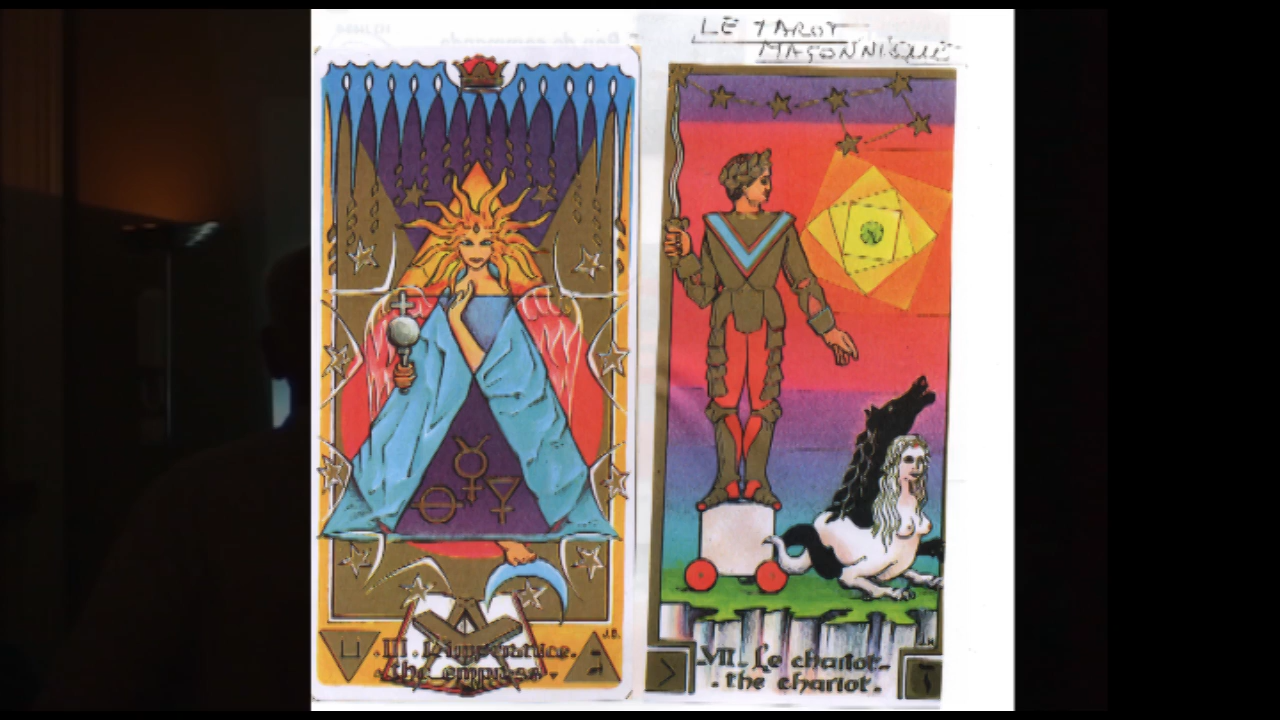 LE TAROT
MAÇONNIQUE
.III. L'impératrice.
.the empress.
J.B.
VII. Le chariot.
.the chariot.